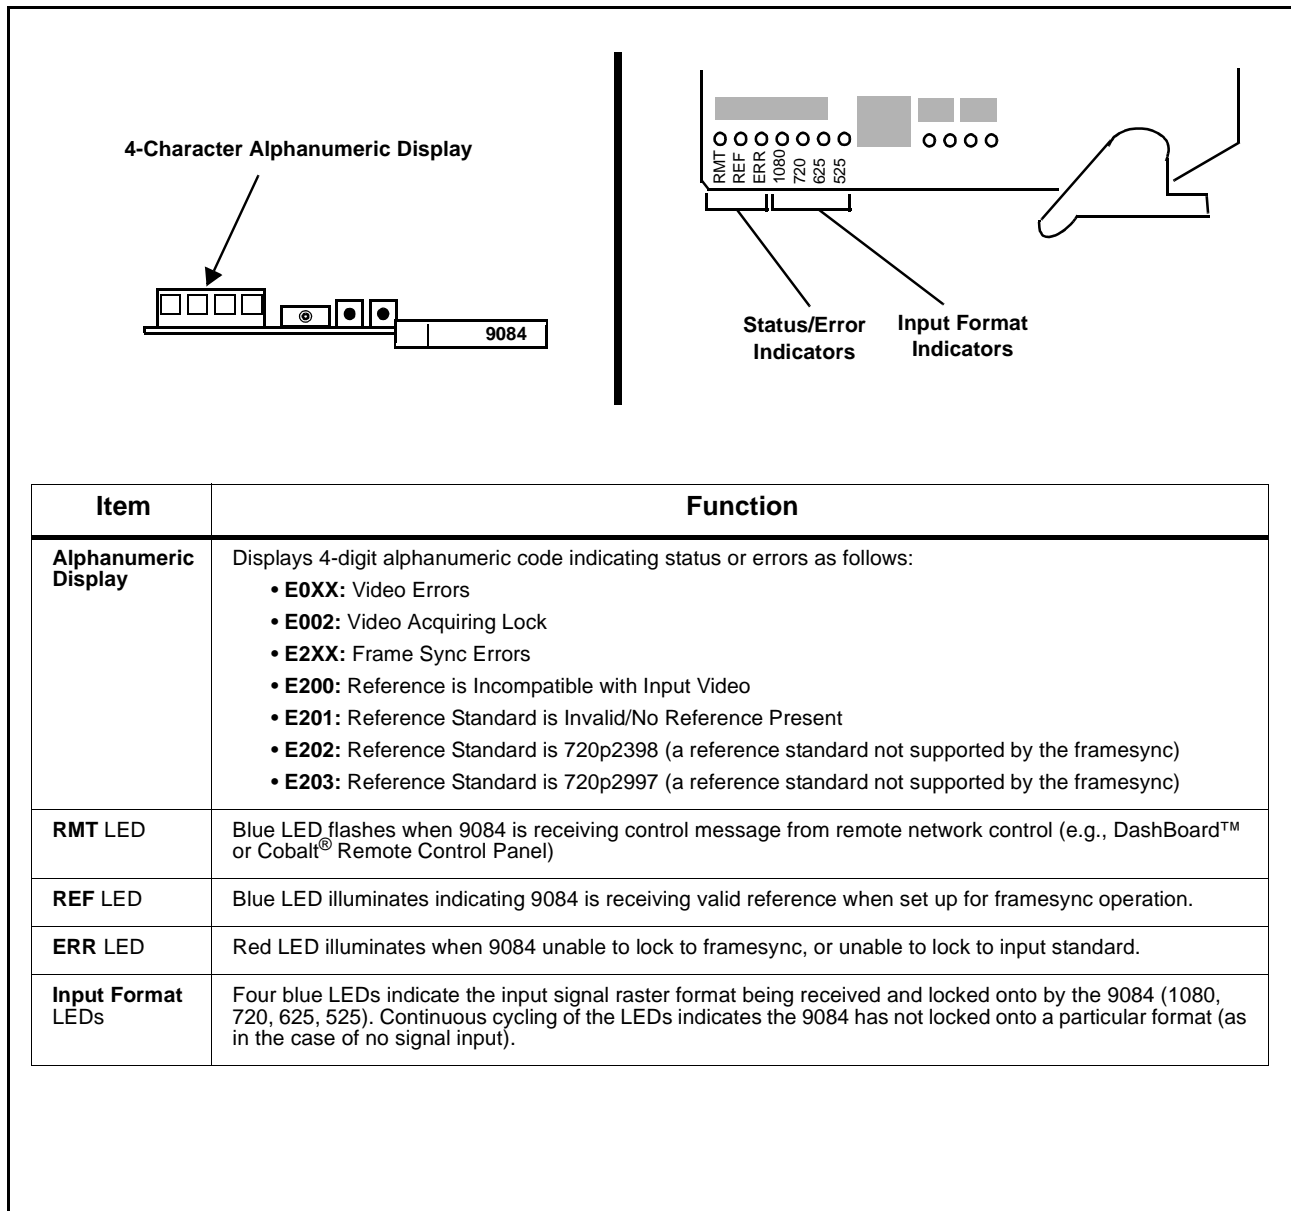 4-Character Alphanumeric Display
9084
RMT
REF
ERR
1080
720
625
525
Status/Error
Indicators
Input Format
Indicators
Item
Function
Alphanumeric
Display
Displays 4-digit alphanumeric code indicating status or errors as follows:
• E0XX: Video Errors
• E002: Video Acquiring Lock
• E2XX: Frame Sync Errors
• E200: Reference is Incompatible with Input Video
• E201: Reference Standard is Invalid/No Reference Present
• E202: Reference Standard is 720p2398 (a reference standard not supported by the framesync)
• E203: Reference Standard is 720p2997 (a reference standard not supported by the framesync)
RMT LED
Blue LED flashes when 9084 is receiving control message from remote network control (e.g., DashBoard™
or Cobalt® Remote Control Panel)
REF LED
Blue LED illuminates indicating 9084 is receiving valid reference when set up for framesync operation.
ERR LED
Red LED illuminates when 9084 unable to lock to framesync, or unable to lock to input standard.
Input Format
LEDs
Four blue LEDs indicate the input signal raster format being received and locked onto by the 9084 (1080,
720, 625, 525). Continuous cycling of the LEDs indicates the 9084 has not locked onto a particular format (as
in the case of no signal input).